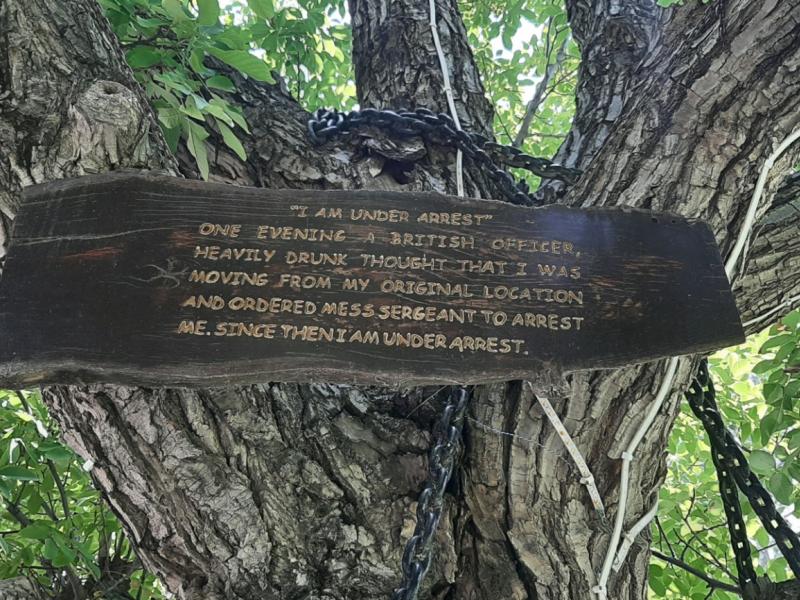 "I AM UNDER ARREST"
ONE EVENING A BRITISH OFFICER,
HEAVILY DRUNK THOUGHT THAT I WAS
MOVING FROM MY ORIGINAL LOCATION
AND ORDERED MESS SERGEANT TO ARREST
ME. SINCE THEN I AM UNDER ARREST.